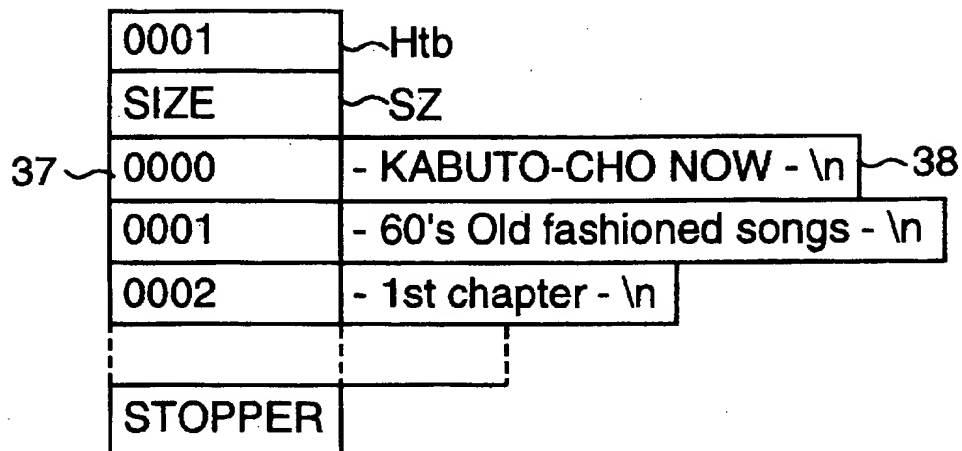 0001 Htb
SIZE SZ
37 0000 - KABUTO-CHO NOW - \n 38
0001 - 60's Old fashioned songs - \n
0002 - 1st chapter - \n
STOPPER